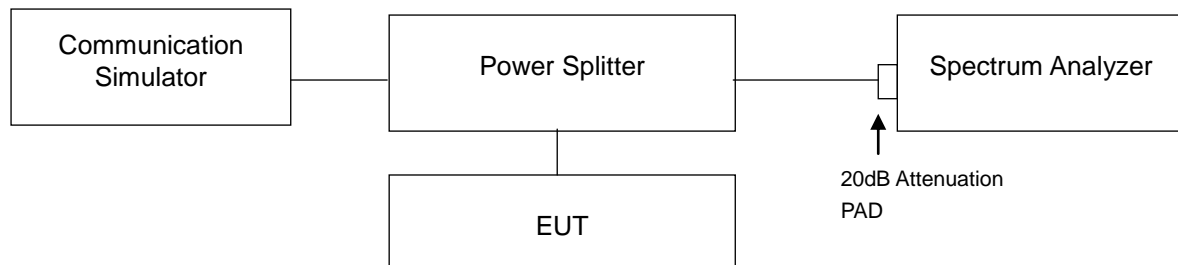 Communication
Simulator
Power Splitter
Spectrum Analyzer
20dB Attenuation
PAD
EUT